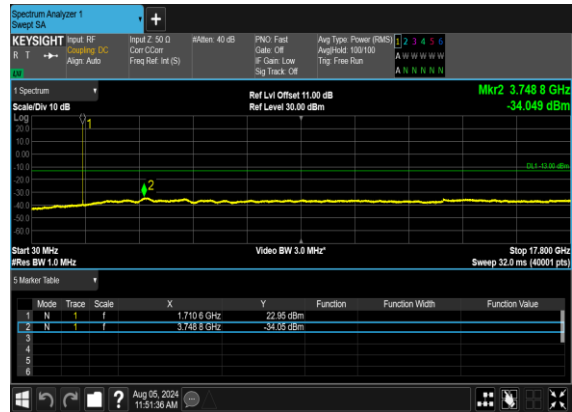 Spectrum Analyzer 1
Swept SA
KEYSIGHT Input: RF Input Z: 50 Ω #Atten: 40 dB PNO: Fast Avg Type: Power (RMS) 1 2 3 4 5 6
R T Coupling: DC Corr CCorr Gate: Off Avg|Hold: 100/100 A W W W W W
Align: Auto Freq Ref: Int (S) IF Gain: Low Trig: Free Run
Sig Track: Off A N N N N N
LW
1 Spectrum
Ref Lvl Offset 11.00 dB Mkr2 3.748 8 GHz
Scale/Div 10 dB Ref Level 30.00 dBm -34.049 dBm
Log
1
20.0
10.0
0.00
-10.0
DL1 -13.00 dBm
-20.0
2
-30.0
-40.0
-50.0
-60.0
Start 30 MHz Video BW 3.0 MHz* Stop 17.800 GHz
#Res BW 1.0 MHz Sweep 32.0 ms (40001 pts)
5 Marker Table
Mode Trace Scale X Y Function Function Width Function Value
1 N 1 f 1.710 6 GHz 22.95 dBm
2 N 1 f 3.748 8 GHz -34.05 dBm
3
4
5
6
? Aug 05, 2024
11:51:36 AM